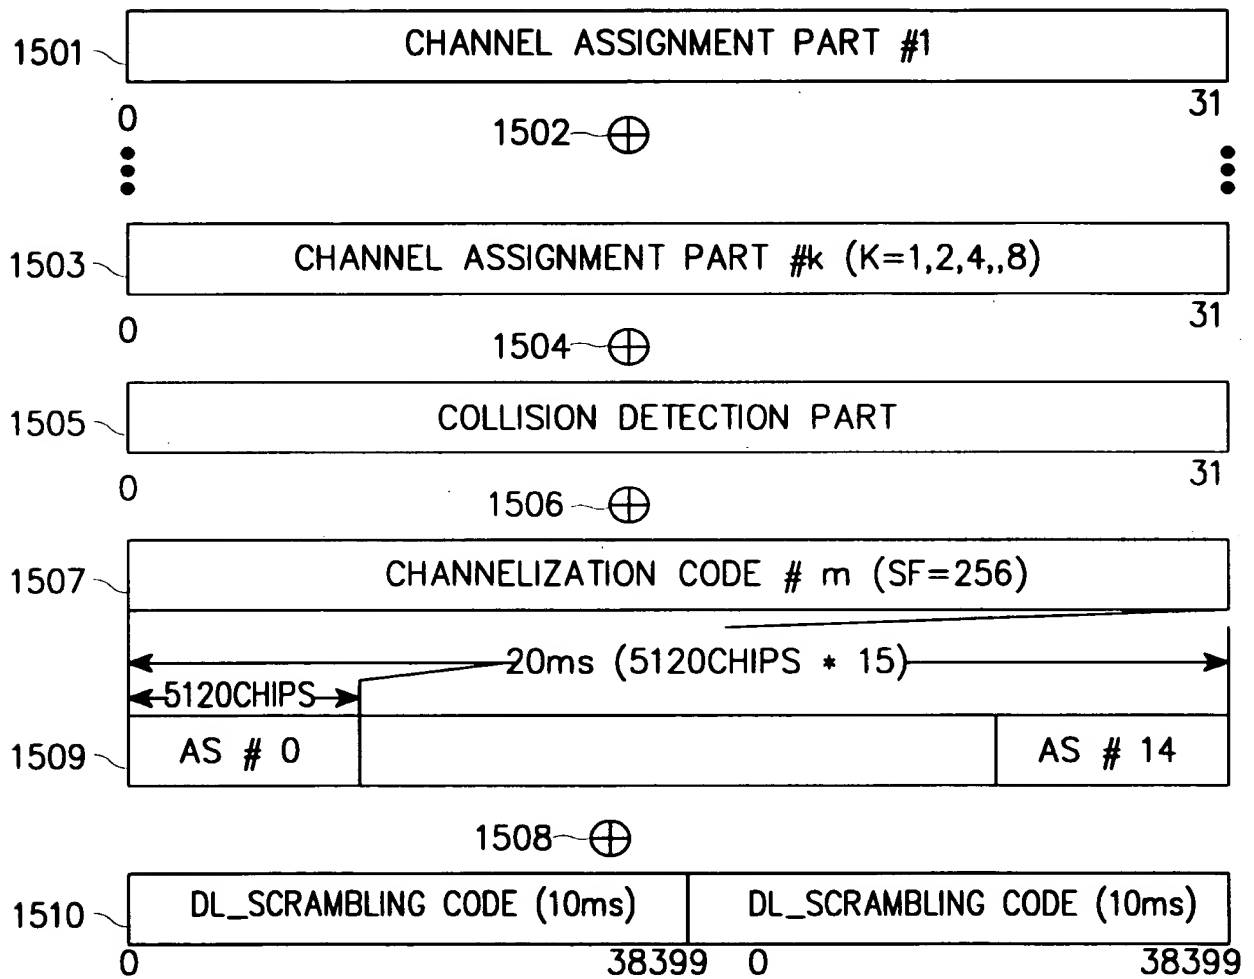 1501 CHANNEL ASSIGNMENT PART #1
0 31
1502
1503 CHANNEL ASSIGNMENT PART #k (K=1,2,4,,8)
0 31
1504
1505 COLLISION DETECTION PART
0 31
1506
1507 CHANNELIZATION CODE # m (SF=256)
20ms (5120CHIPS * 15)
5120CHIPS
1509 AS # 0 AS # 14
1508
1510 DL_SCRAMBLING CODE (10ms) DL_SCRAMBLING CODE (10ms)
0 38399 0 38399